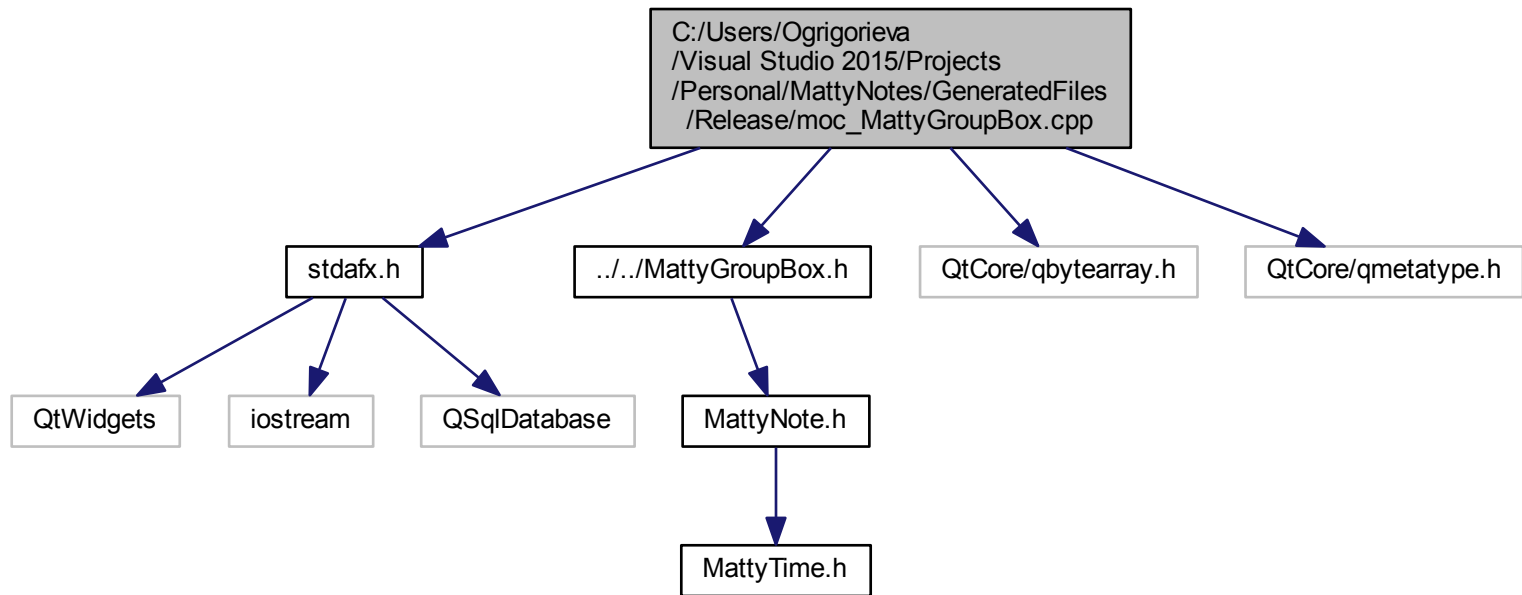 C:/Users/Ogrigorieva
/Visual Studio 2015/Projects
/Personal/MattyNotes/GeneratedFiles
/Release/moc_MattyGroupBox.cpp
stdafx.h
../../MattyGroupBox.h
QtCore/qbytearray.h
QtCore/qmetatype.h
QtWidgets
iostream
QSqlDatabase
MattyNote.h
MattyTime.h